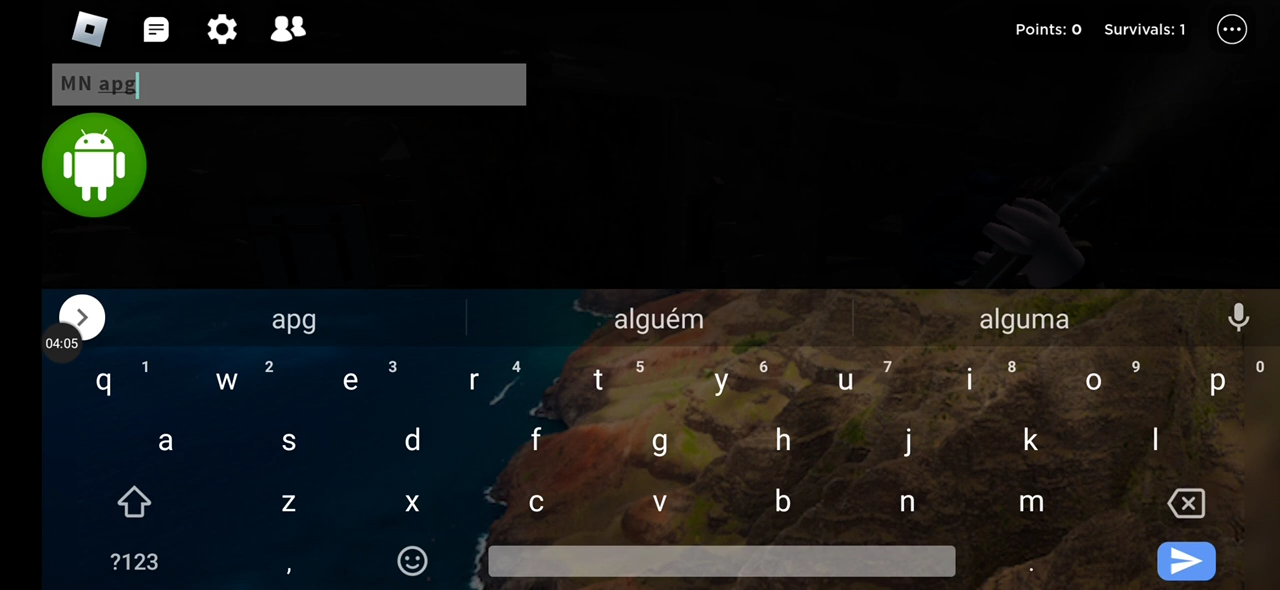 Points: 0 Survivals: 1
MN apg
apg alguém alguma
04:05
q 1 w 2 e 3 r 4 t 5 y 6 u 7 i 8 o 9 p 0
a s d f g h j k l
z x c v b n m
?123 , .